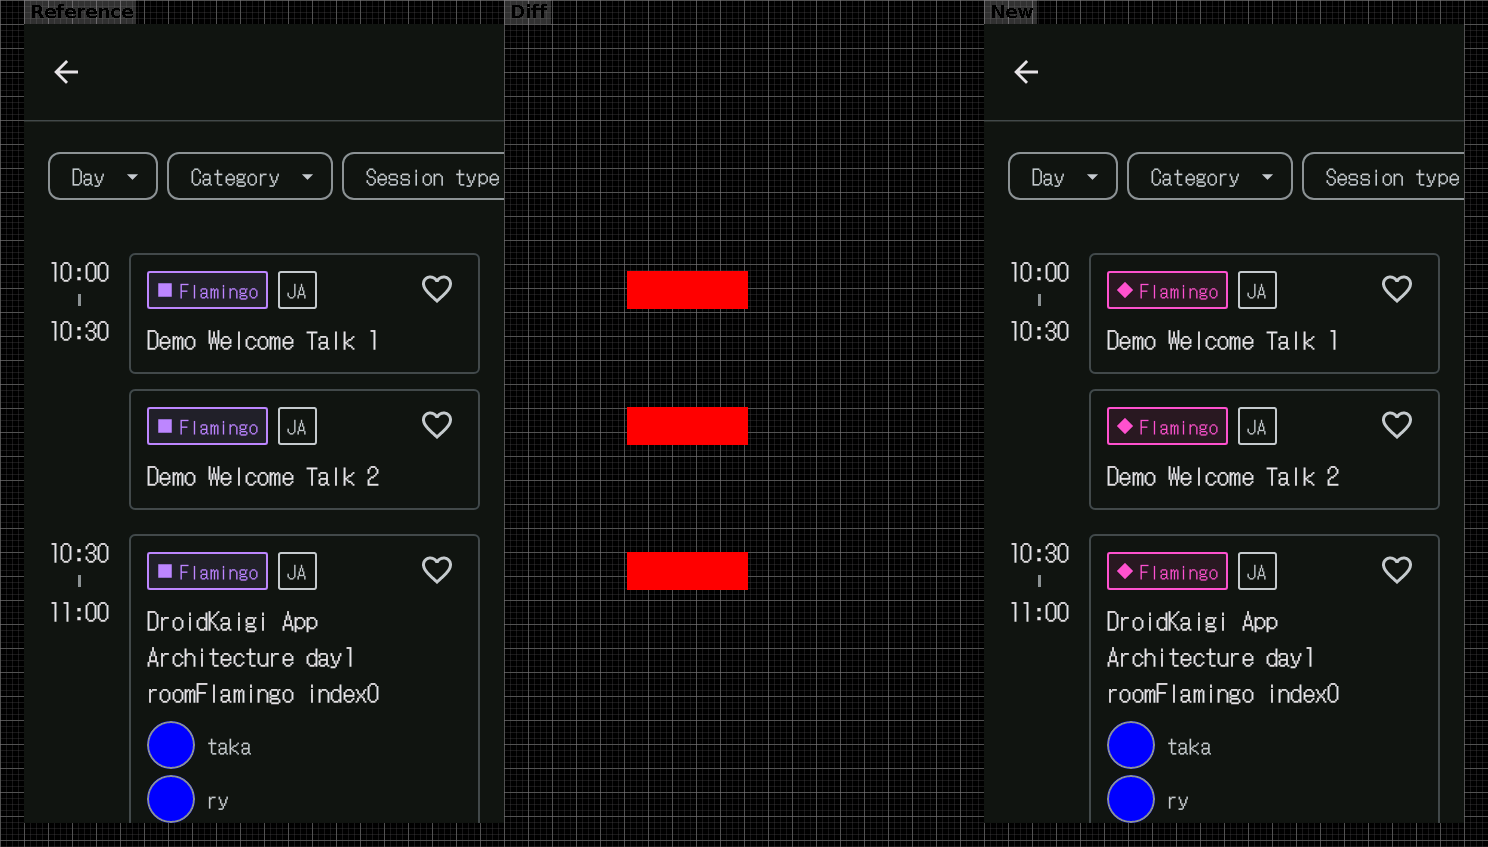 Reference
Diff
New
Day
Category
Session type
10:00
10:30
Flamingo JA
Demo Welcome Talk 1
Flamingo JA
Demo Welcome Talk 2
10:30
11:00
Flamingo JA
DroidKaigi App
Architecture day1
roomFlamingo index0
taka
ry
Day
Category
Session type
10:00
10:30
Flamingo JA
Demo Welcome Talk 1
Flamingo JA
Demo Welcome Talk 2
10:30
11:00
Flamingo JA
DroidKaigi App
Architecture day1
roomFlamingo index0
taka
ry